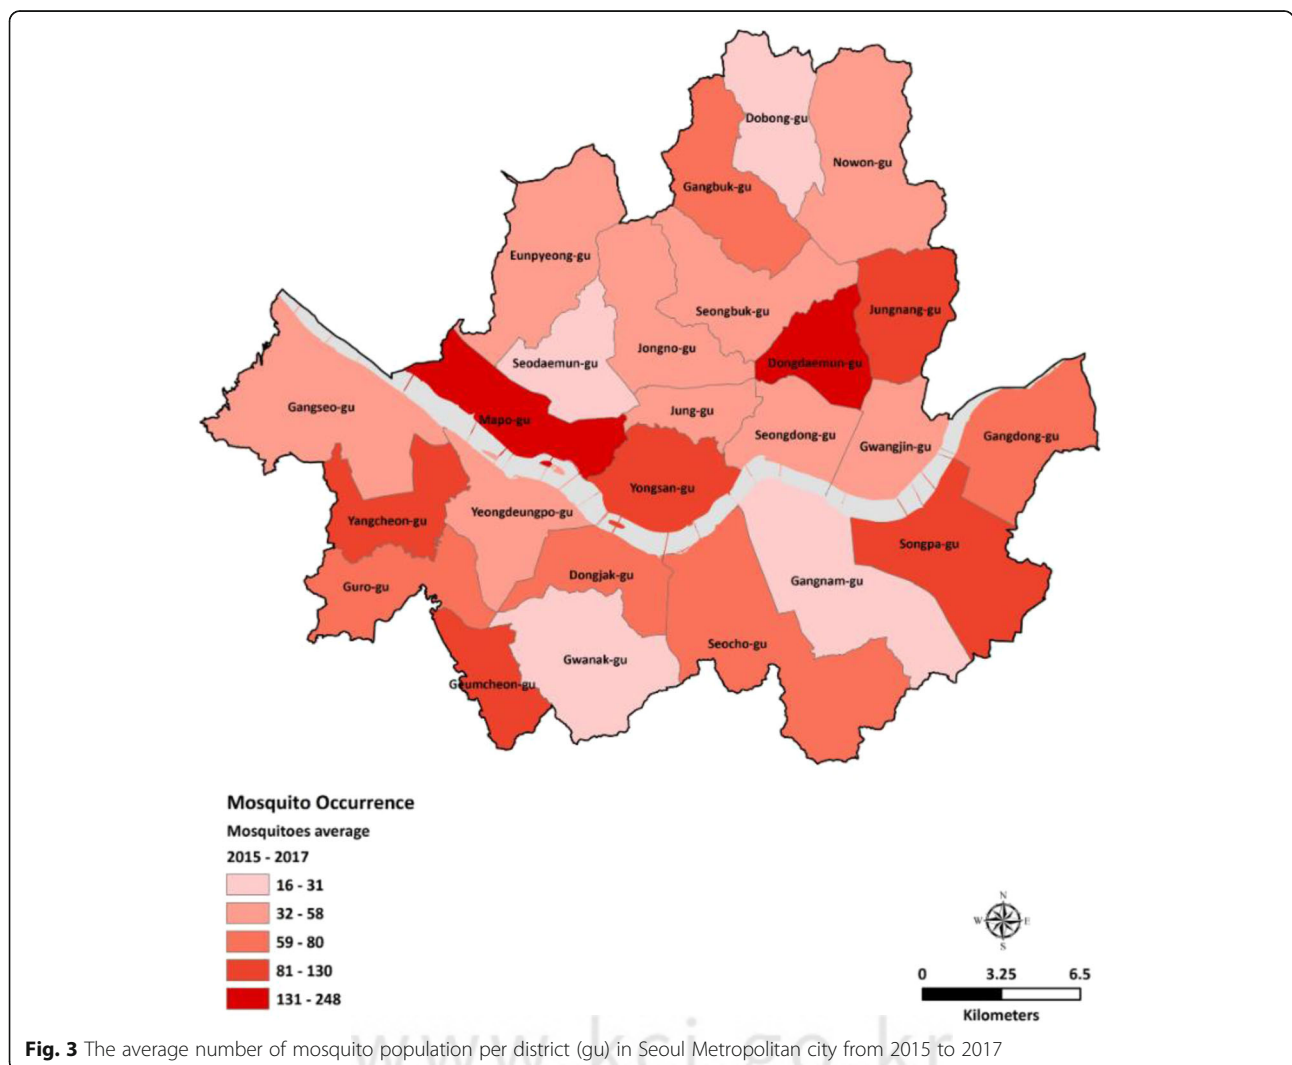 Dobong-gu
Nowon-gu
Gangbuk-gu
Eunpyeong-gu
Seongbuk-gu
Jungnang-gu
Jongno-gu
Seodaemun-gu
Dongdaemun-gu
Gangseo-gu
Mapo-gu
Jung-gu
Seongdong-gu
Gwangjin-gu
Gangdong-gu
Yongsan-gu
Yangcheon-gu
Yeongdeungpo-gu
Songpa-gu
Guro-gu
Dongjak-gu
Gangnam-gu
Seocho-gu
Gwanak-gu
Geumcheon-gu
Mosquito Occurrence
Mosquitoes average
2015 - 2017
16 - 31
32 - 58
59 - 80
81 - 130
131 - 248
N
W E
S
0 3.25 6.5
Kilometers
www.kci.go.kr
Fig. 3 The average number of mosquito population per district (gu) in Seoul Metropolitan city from 2015 to 2017